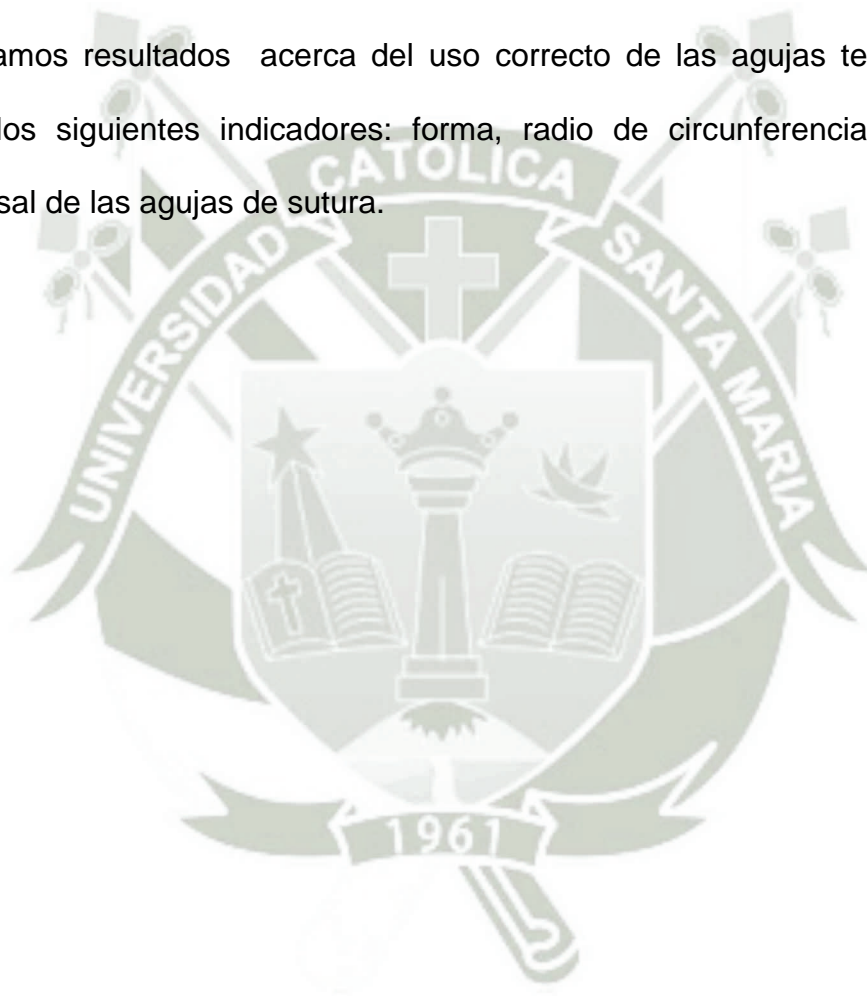 amos resultados acerca del uso correcto de las agujas te
los siguientes indicadores: forma, radio de circunferencia
sal de las agujas de sutura.
UNIVERSIDAD CATOLICA SANTA MARIA
1961